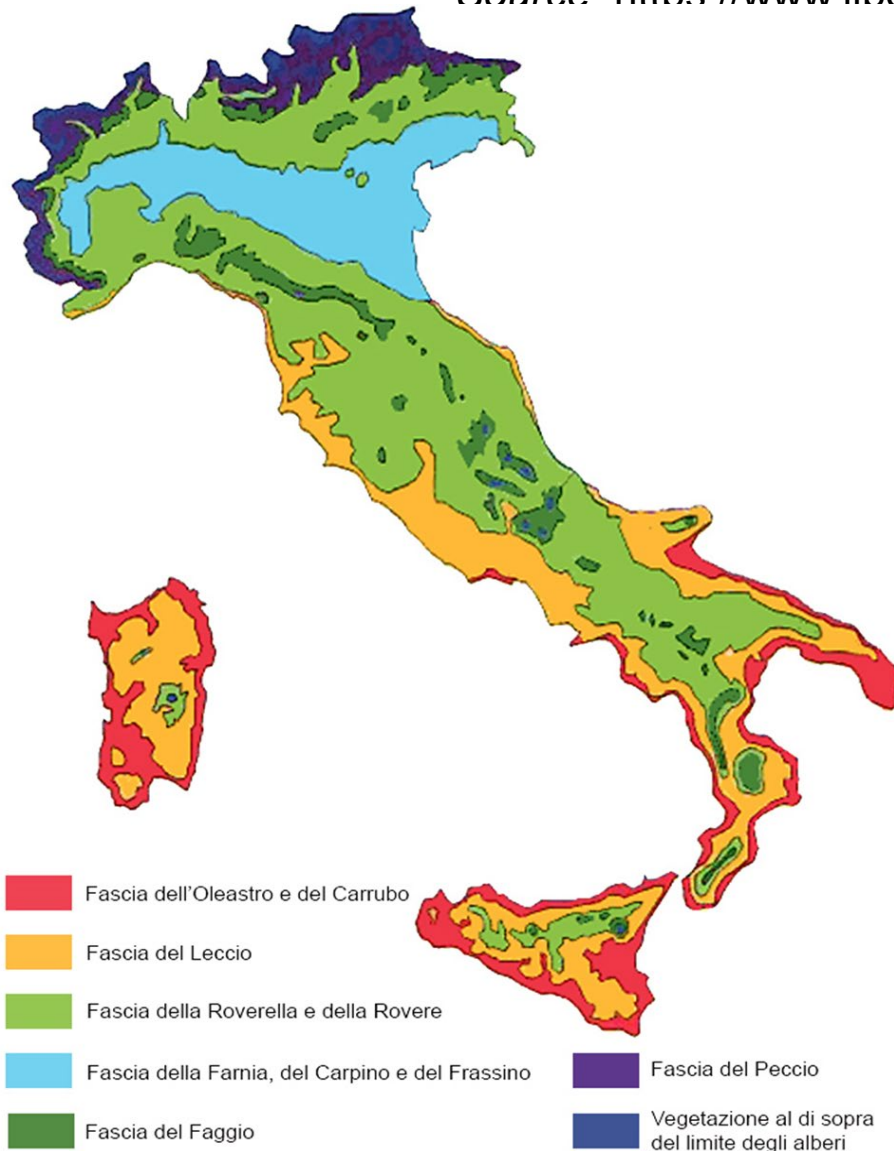 Fascia dell'Oleastro e del Carrubo
Fascia del Leccio
Fascia della Roverella e della Rovere
Fascia della Farnia, del Carpino e del Frassino
Fascia del Faggio
Fascia del Peccio
Vegetazione al di sopra
del limite degli alberi